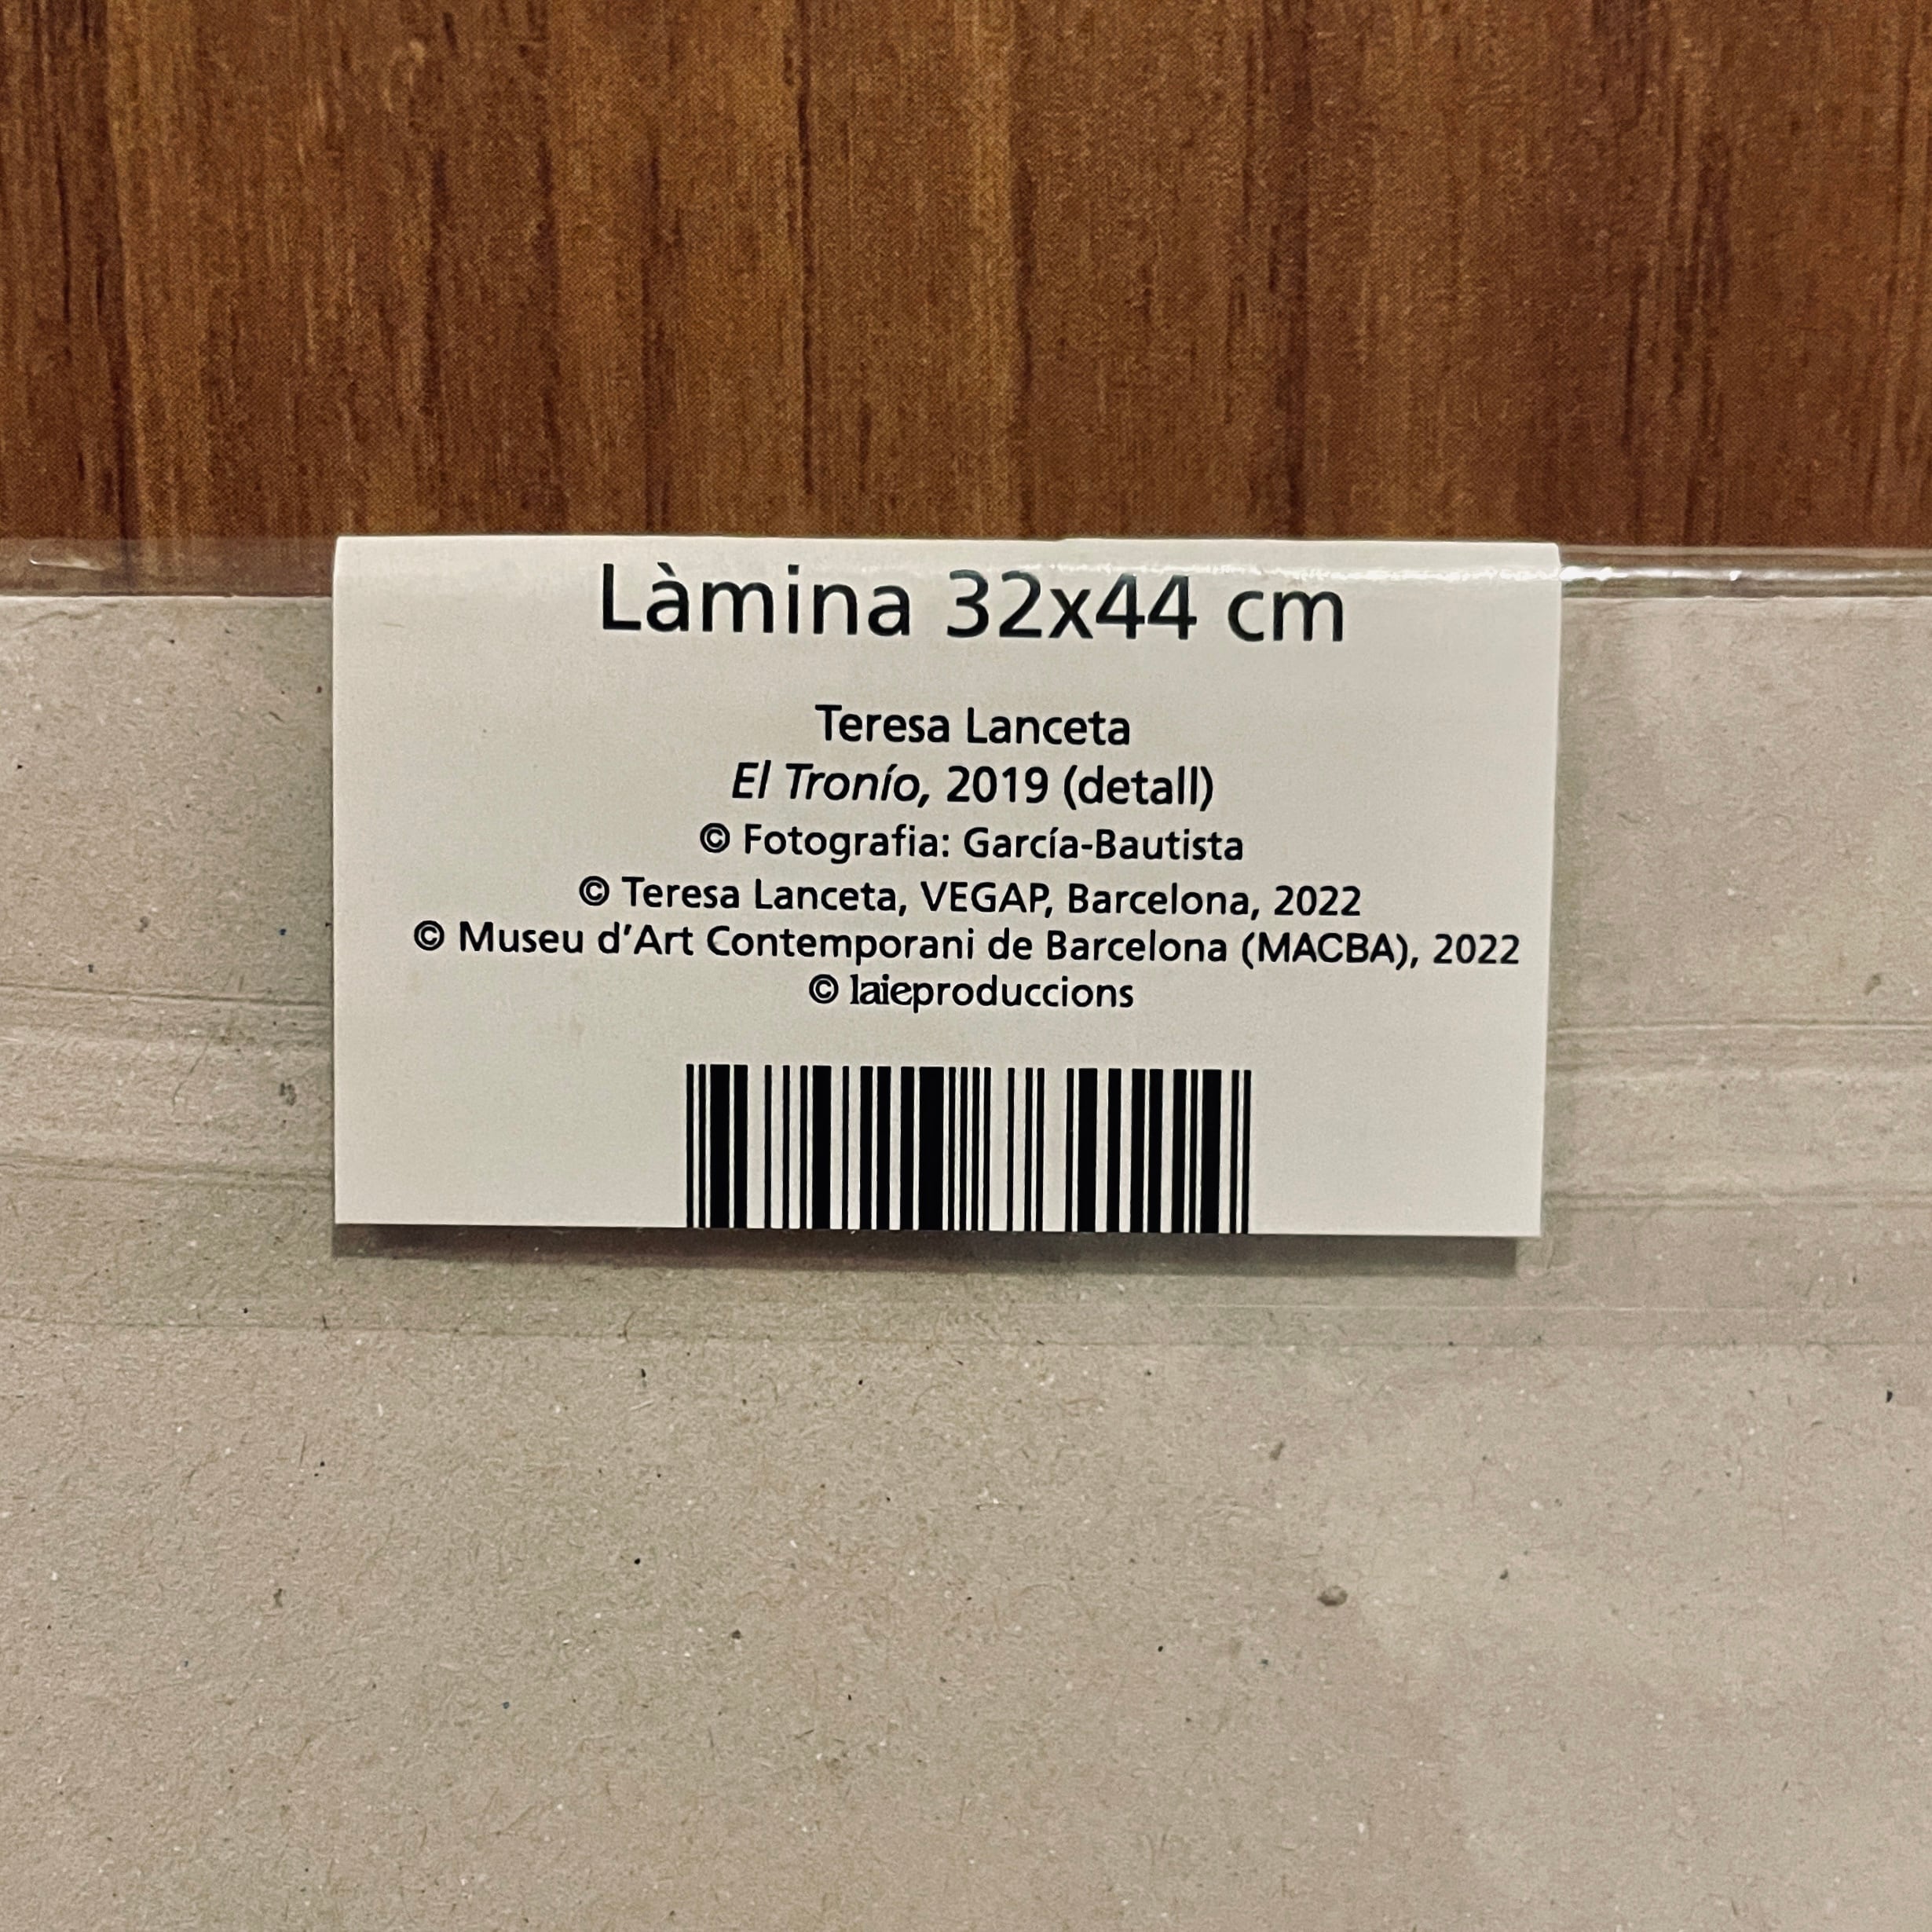 Làmina 32x44 cm
Teresa Lanceta
El Tronío, 2019 (detall)
© Fotografia: García-Bautista
© Teresa Lanceta, VEGAP, Barcelona, 2022
© Museu d’Art Contemporani de Barcelona (MACBA), 2022
© laieproduccions